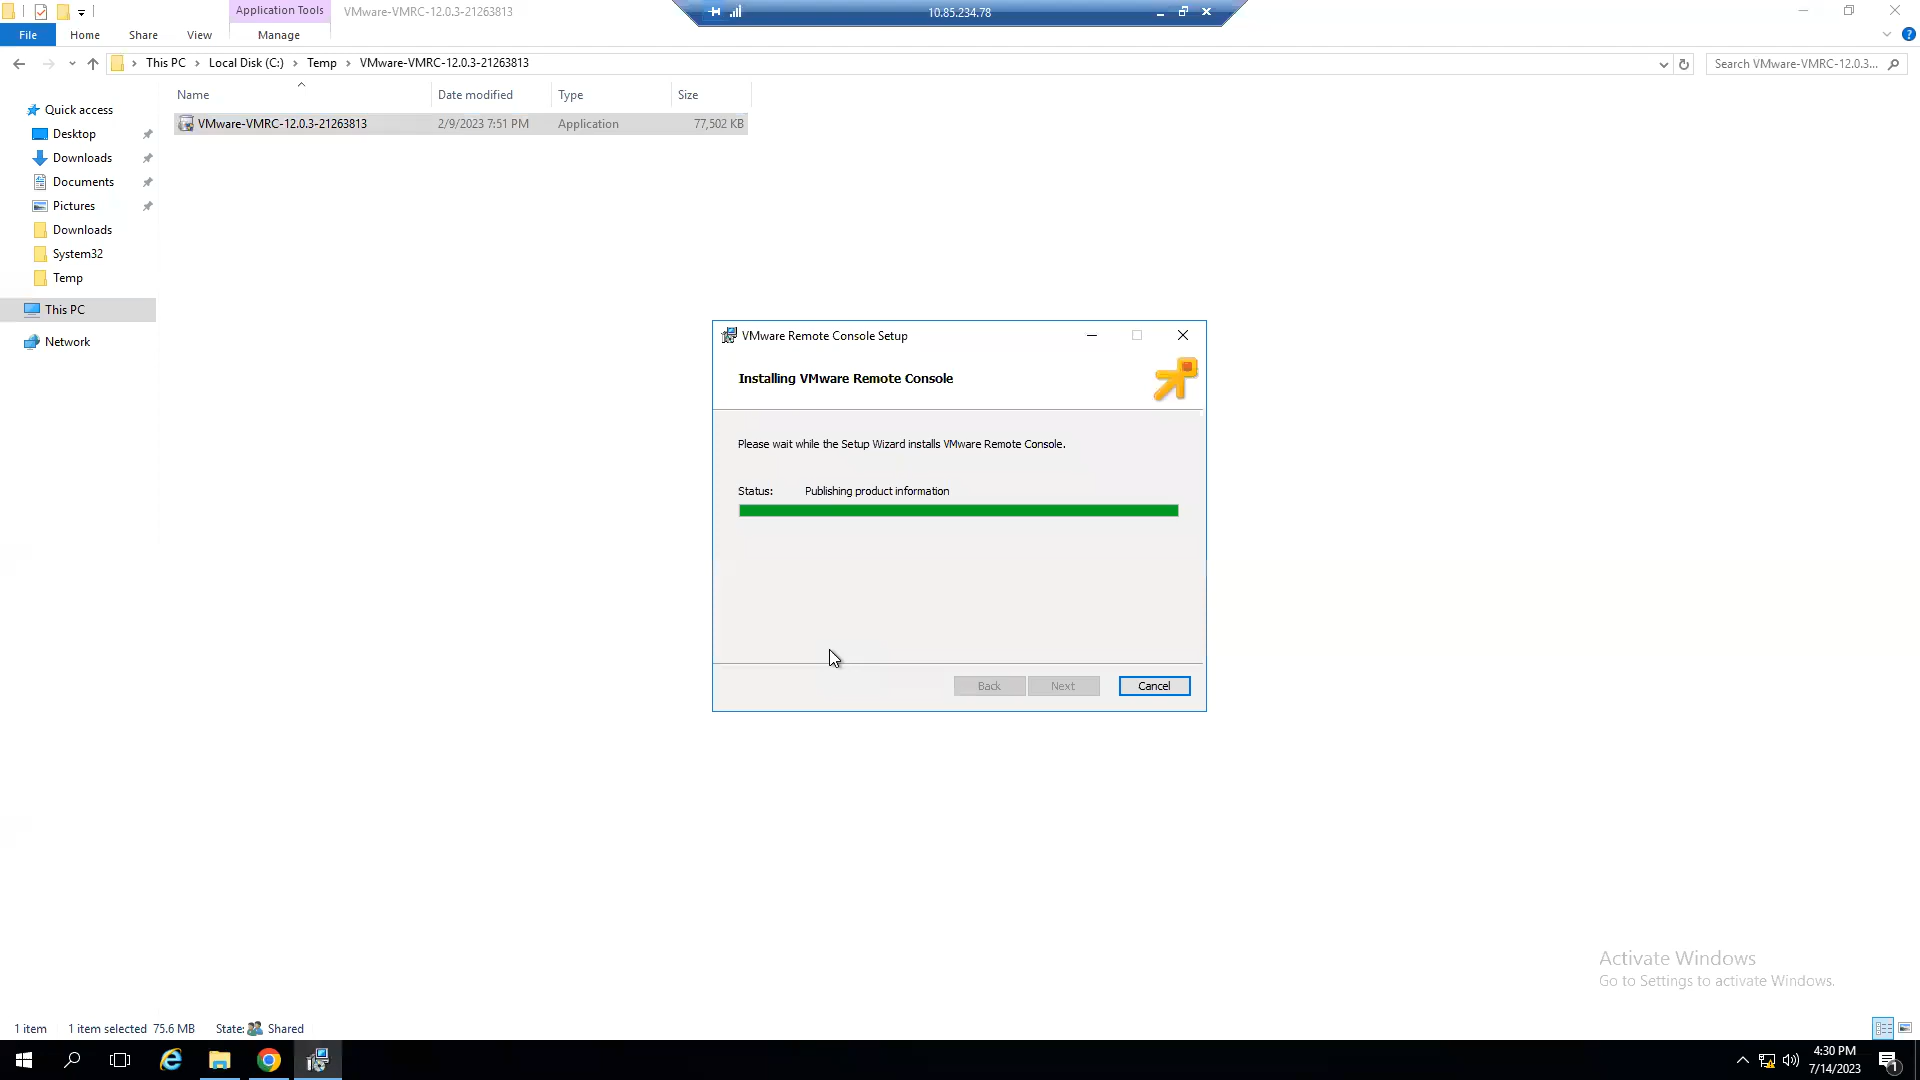 Application Tools
VMware-VMRC-12.0.3-21263813
10.85.234.78
File
Home
Share
View
Manage
This PC
Local Disk (C:)
Temp
VMware-VMRC-12.0.3-21263813
Search VMware-VMRC-12.0.3...
Name
Date modified
Type
Size
VMware-VMRC-12.0.3-21263813
2/9/2023 7:51 PM
Application
77,502 KB
Quick access
Desktop
Downloads
Documents
Pictures
Downloads
System32
Temp
This PC
Network
VMware Remote Console Setup
Installing VMware Remote Console
Please wait while the Setup Wizard installs VMware Remote Console.
Status:
Publishing product information
Back
Next
Cancel
Activate Windows
Go to Settings to activate Windows.
1 item
1 item selected 75.6 MB
State:
Shared
4:30 PM
7/14/2023
1